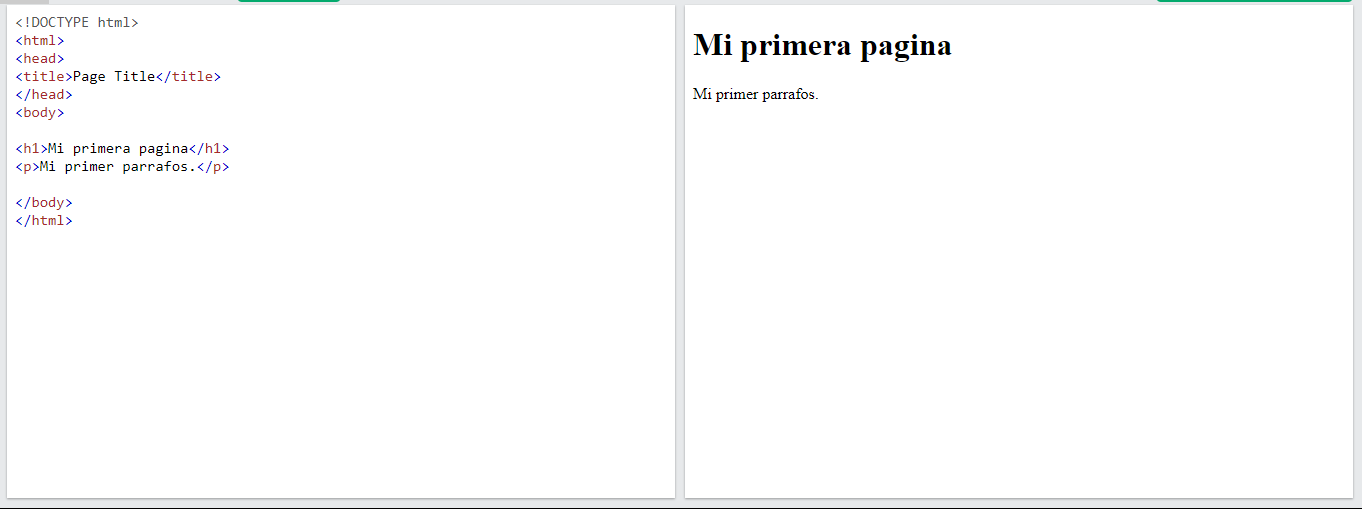 <!DOCTYPE html>
<html>
<head>
<title>Page Title</title>
</head>
<body>
<h1>Mi primera pagina</h1>
<p>Mi primer parrafos.</p>
</body>
</html>
Mi primera pagina
Mi primer parrafos.